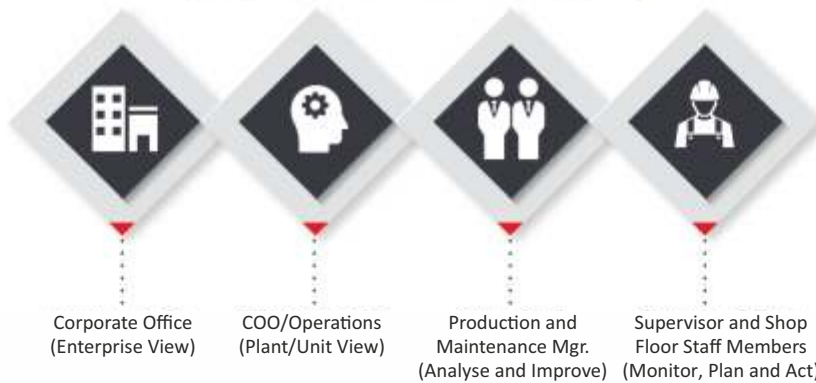 Corporate Office
(Enterprise View)
COO/Operations
(Plant/Unit View)
Production and
Maintenance Mgr.
(Analyse and Improve)
Supervisor and Shop
Floor Staff Members
(Monitor, Plan and Act)